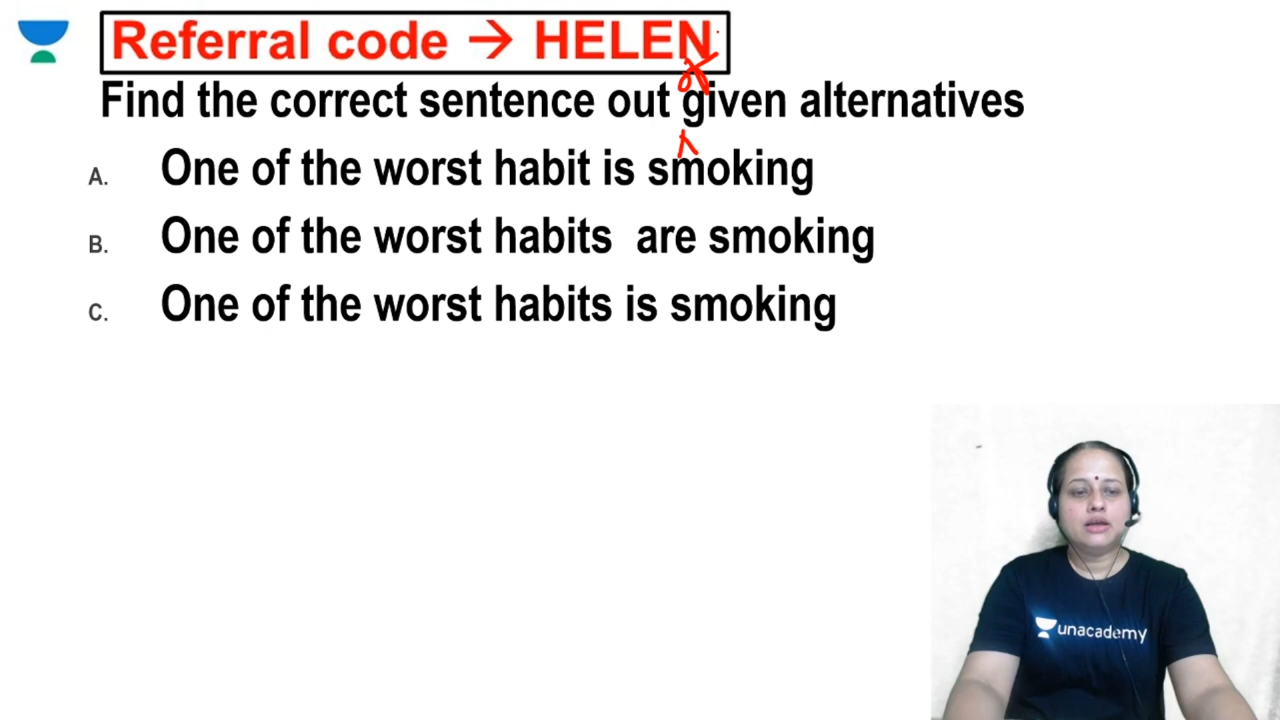 Referral code → HELEN
of
Find the correct sentence out given alternatives
A. One of the worst habit is smoking
B. One of the worst habits are smoking
C. One of the worst habits is smoking
unacademy